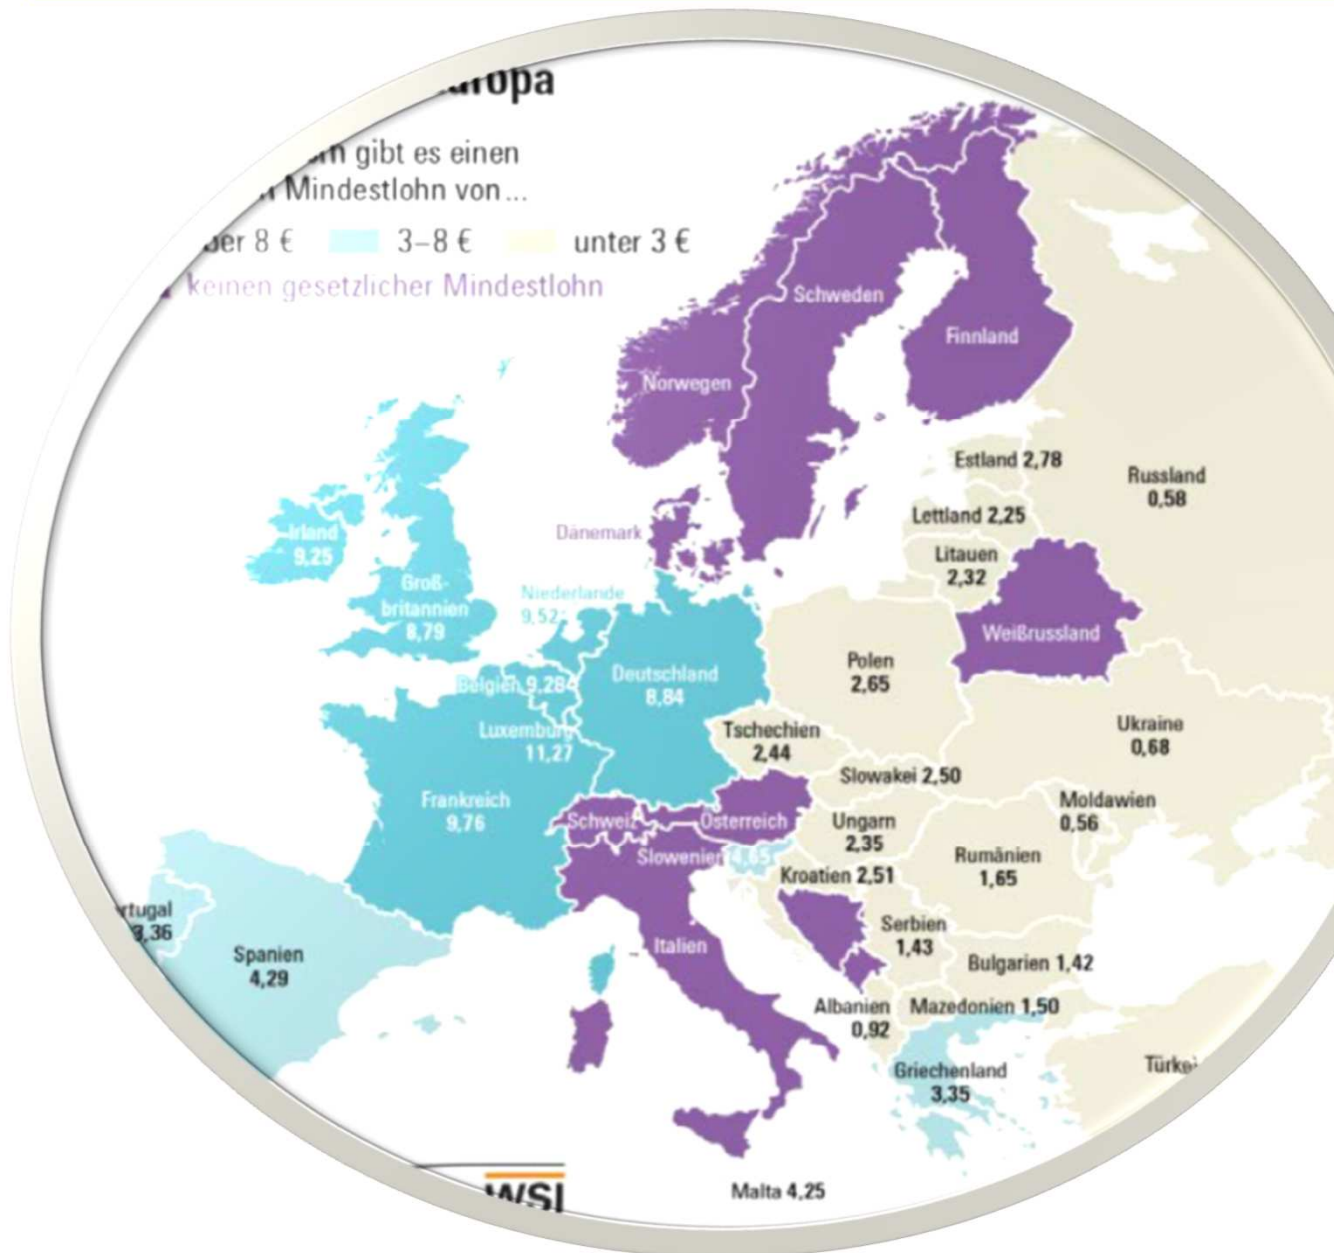 gibt es einen
Mindestlohn von ...
8 € 3–8 € unter 3 €
keinen gesetzlicher Mindestlohn
Schweden
Finnland
Norwegen
Estland 2,78
Russland
0,58
Lettland 2,25
Dänemark
Irland
9,25
Litauen
2,32
Groß-
britannien
8,79
Niederlande
9,52
Weißrussland
Polen
2,65
Deutschland
8,84
Belgien 9,28
Luxemburg
11,27
Tschechien
2,44
Ukraine
0,68
Slowakei 2,50
Frankreich
9,76
Moldawien
0,56
Schweiz
Österreich
Ungarn
2,35
Slowenien 4,65
Rumänien
1,65
Kroatien 2,51
Serbien
1,43
3,36
Spanien
4,29
Italien
Bulgarien 1,42
Albanien
0,92
Mazedonien 1,50
Griechenland
3,35
Türkei
WSI
Malta 4,25